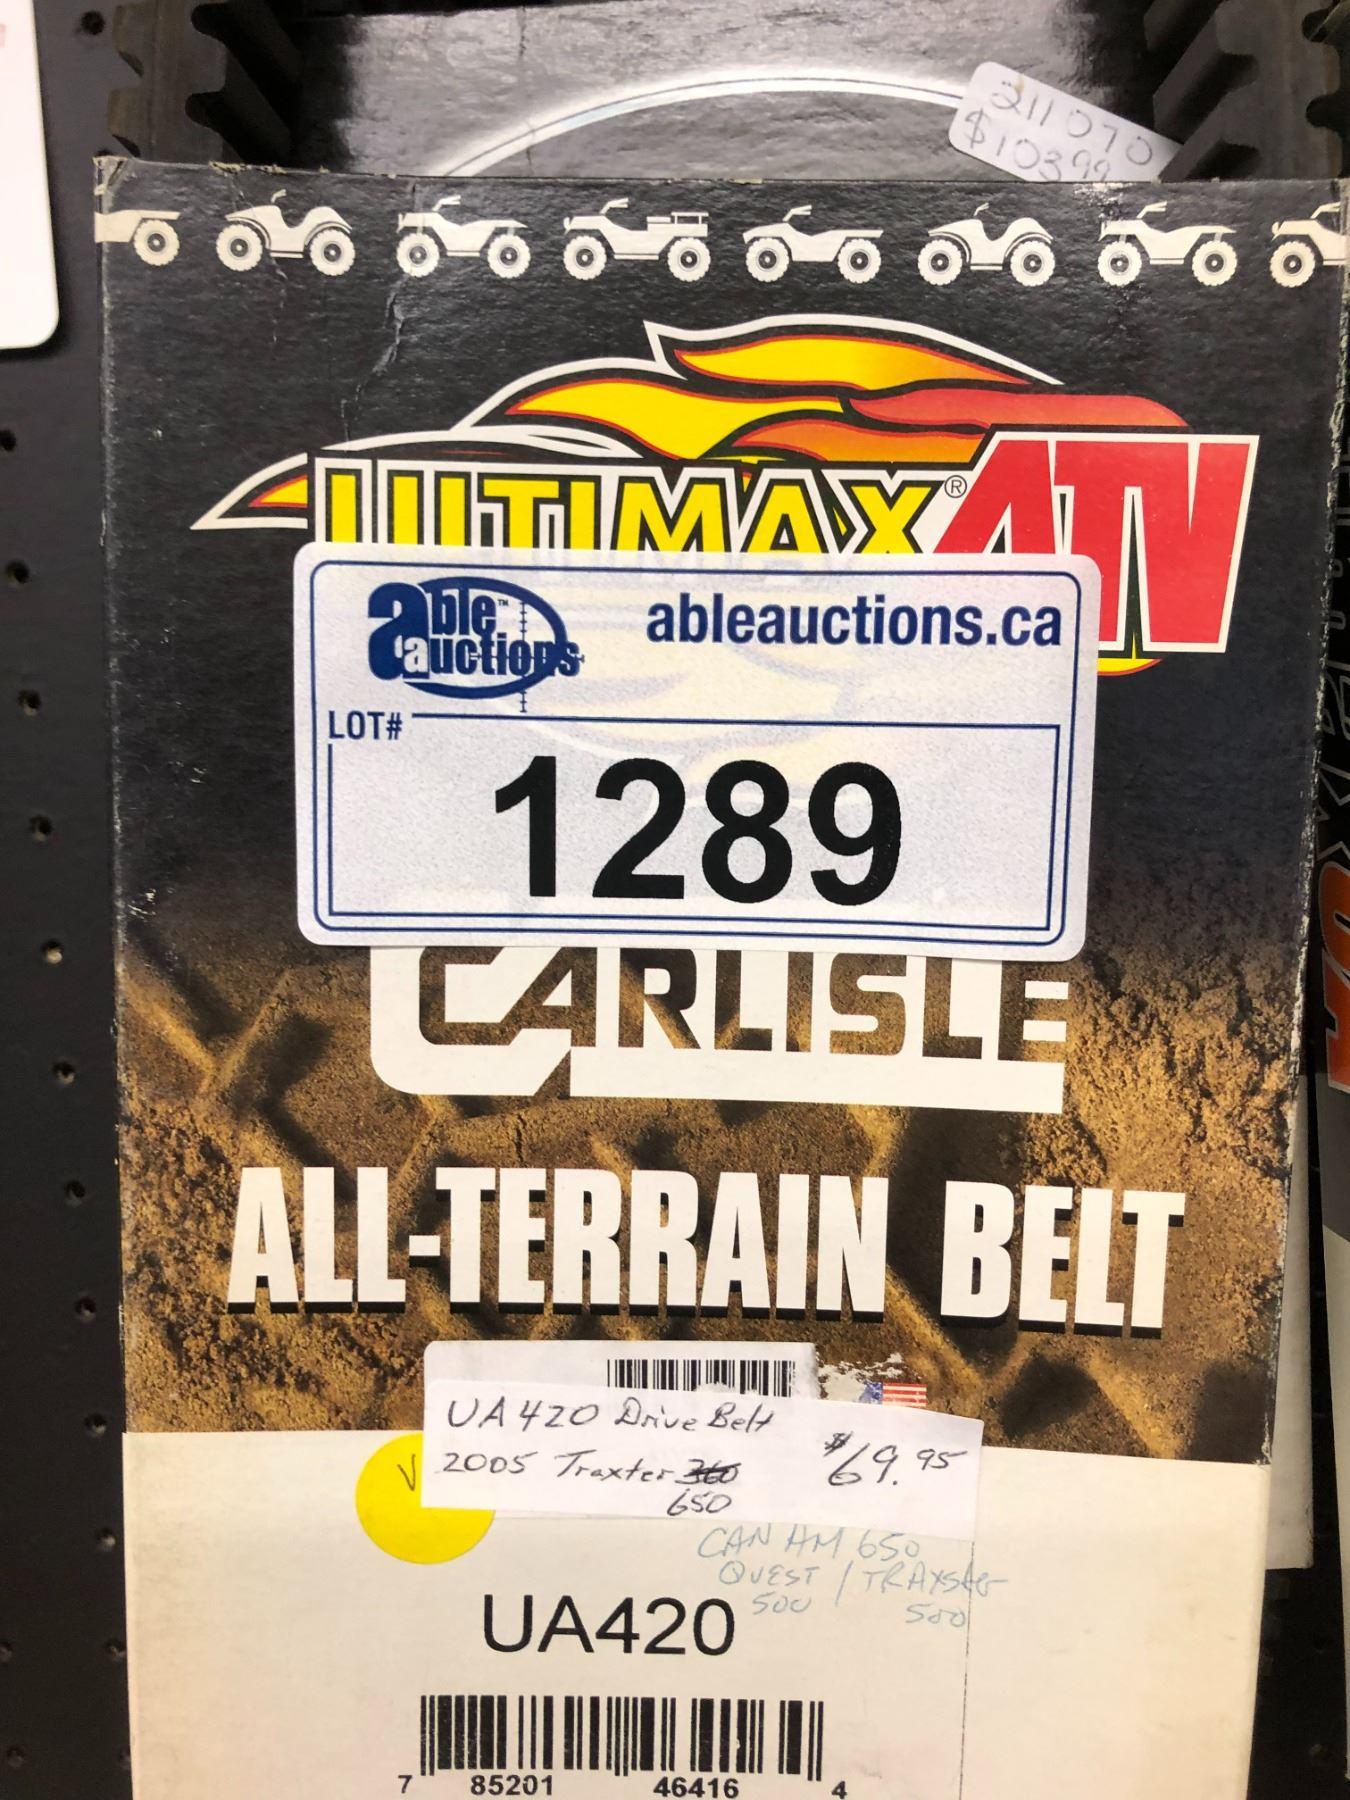 211070
$103.99
ULTIMAX® ATV
able auctions™
ableauctions.ca
LOT#
1289
CARLISLE
ALL-TERRAIN BELT
UA420 Drive Belt
2005 Traxter 360
650
$69.95
CAN AM 650
QUEST / TRAXSter
500 500
UA420
7 85201 46416 4